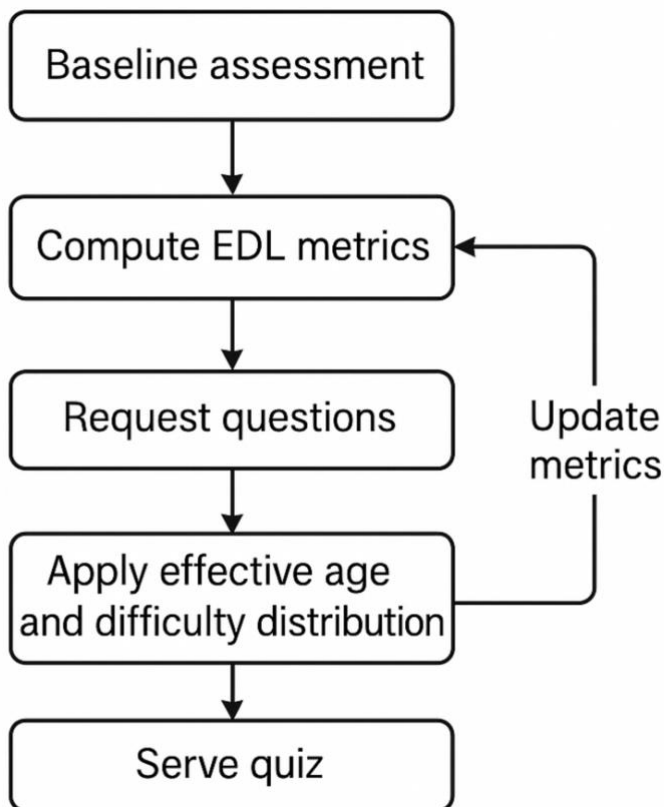 Baseline assessment
Compute EDL metrics
Request questions
Update
metrics
Apply effective age
and difficulty distribution
Serve quiz